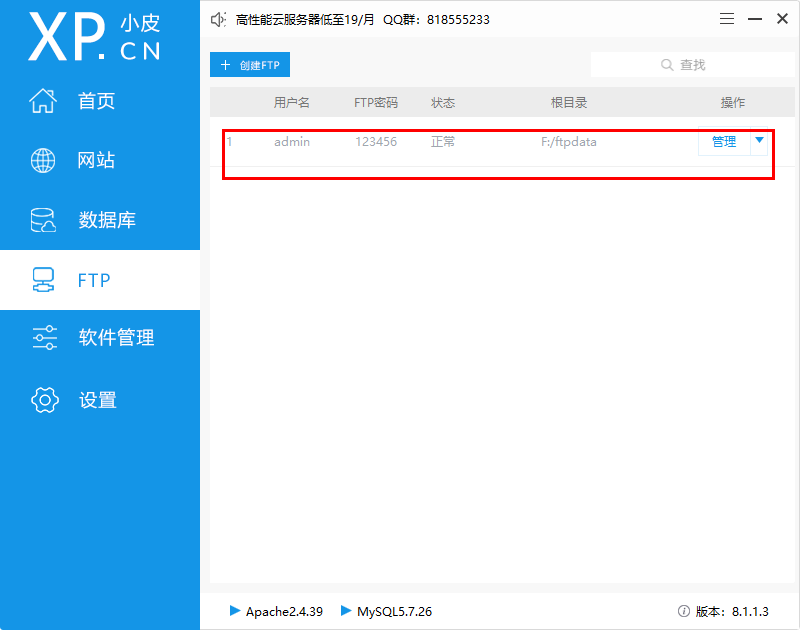 XP.CN 小皮
高性能云服务器低至19/月 QQ群：818555233
首页
网站
数据库
FTP
软件管理
设置
创建FTP
查找
用户名 FTP密码 状态 根目录 操作
1 admin 123456 正常 F:/ftpdata 管理
Apache2.4.39 MySQL5.7.26 版本：8.1.1.3